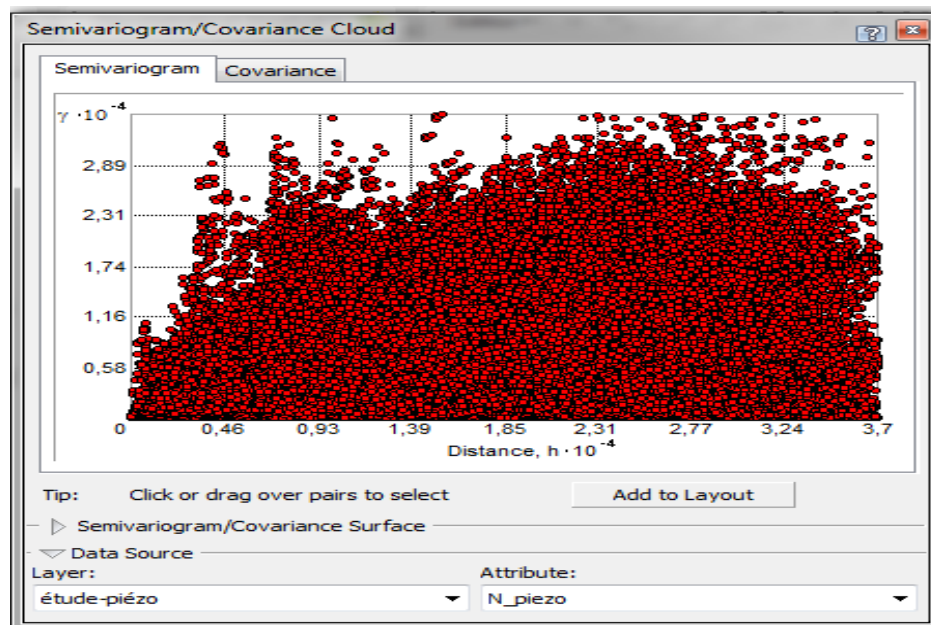 Semivariogram/Covariance Cloud
Semivariogram Covariance
γ ·10 -4
2,89
2,31
1,74
1,16
0,58
0 0,46 0,93 1,39 1,85 2,31 2,77 3,24 3,7
Distance, h ·10 -4
Tip: Click or drag over pairs to select Add to Layout
Semivariogram/Covariance Surface
Data Source
Layer: Attribute:
étude-piézo N_piezo